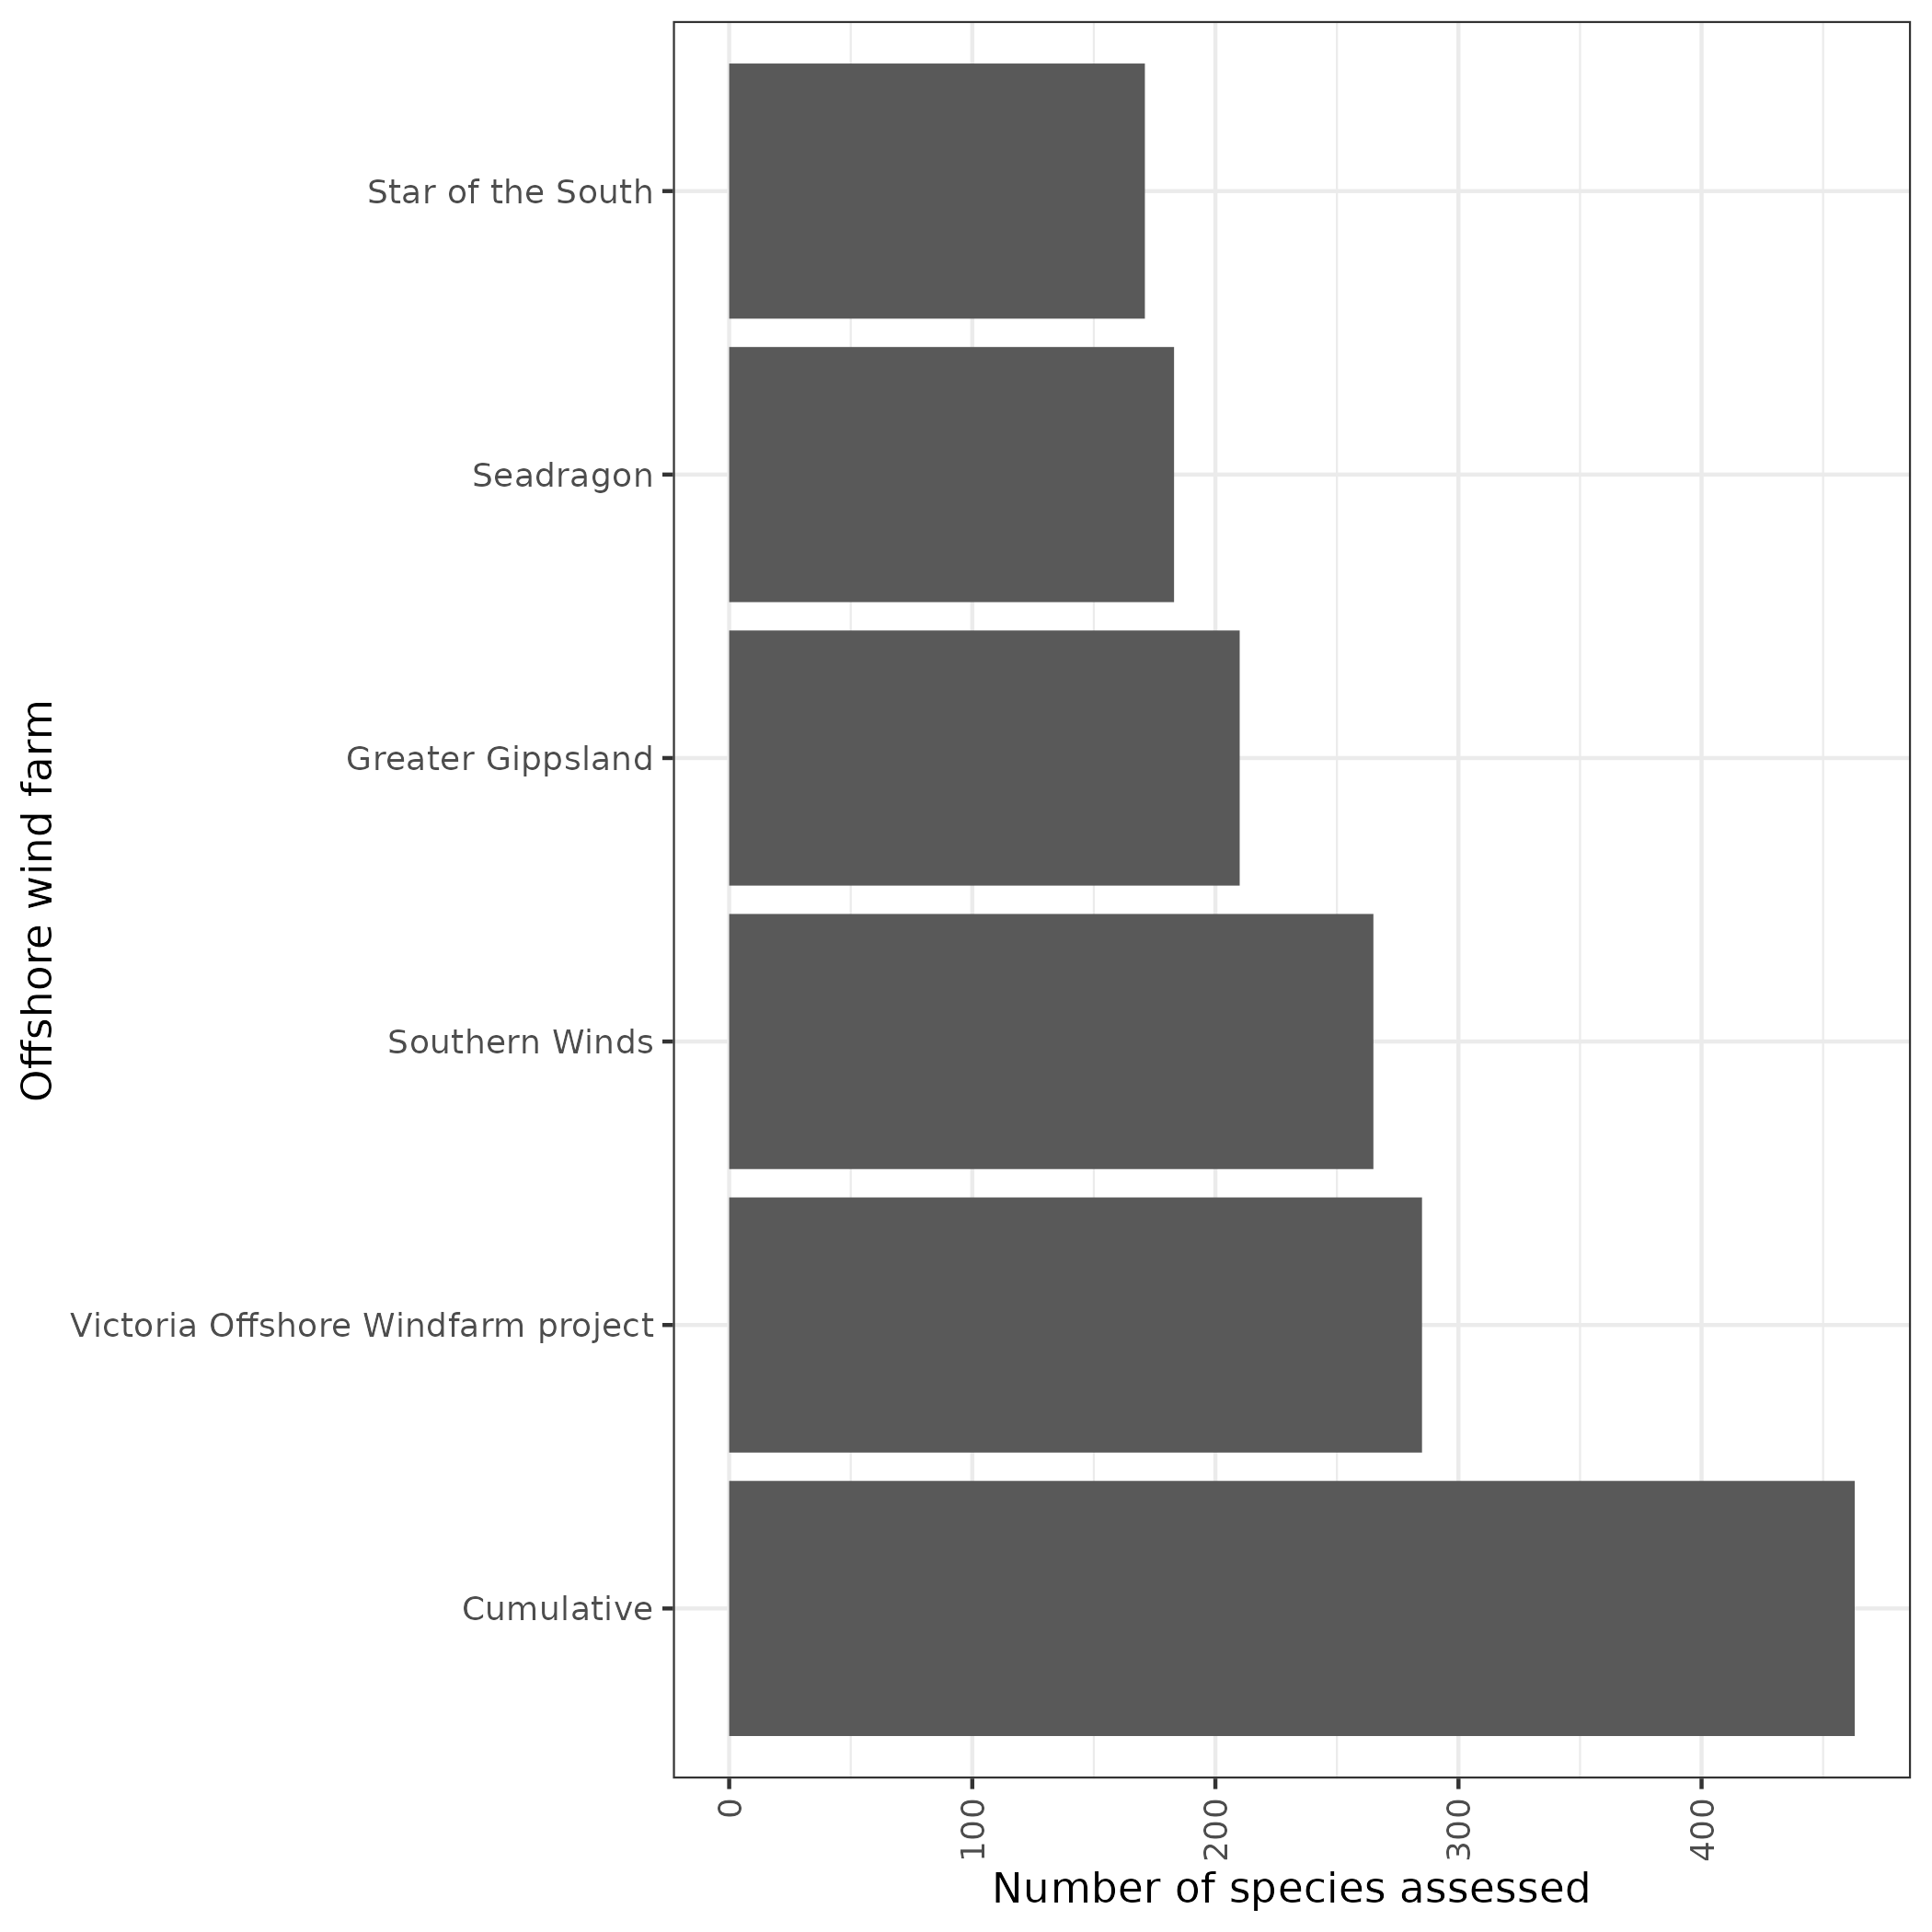 Offshore wind farm
Star of the South
Seadragon
Greater Gippsland
Southern Winds
Victoria Offshore Windfarm project
Cumulative
0
100
200
300
400
Number of species assessed